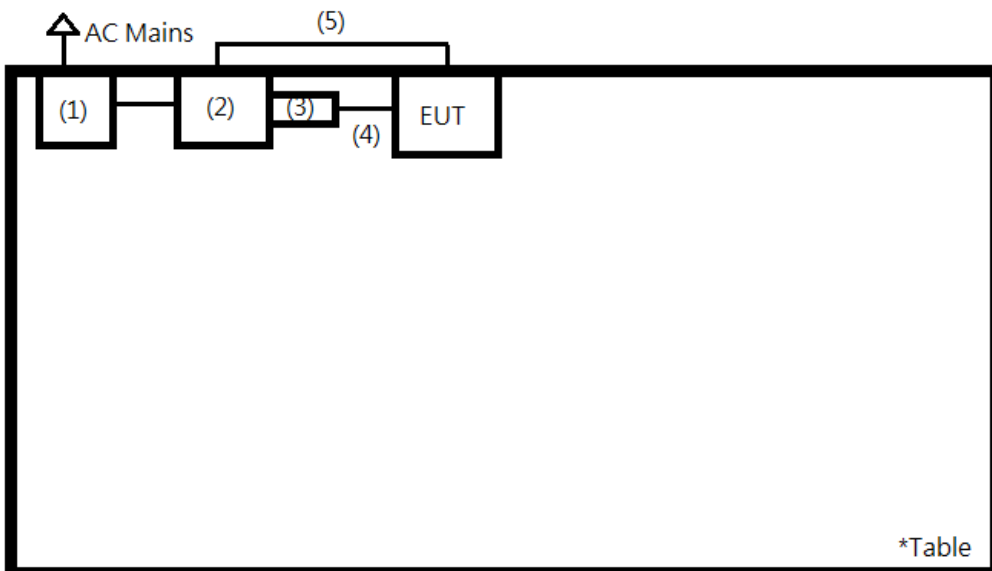 (5)
AC Mains
(1)
(2)
(3)
(4)
EUT
*Table